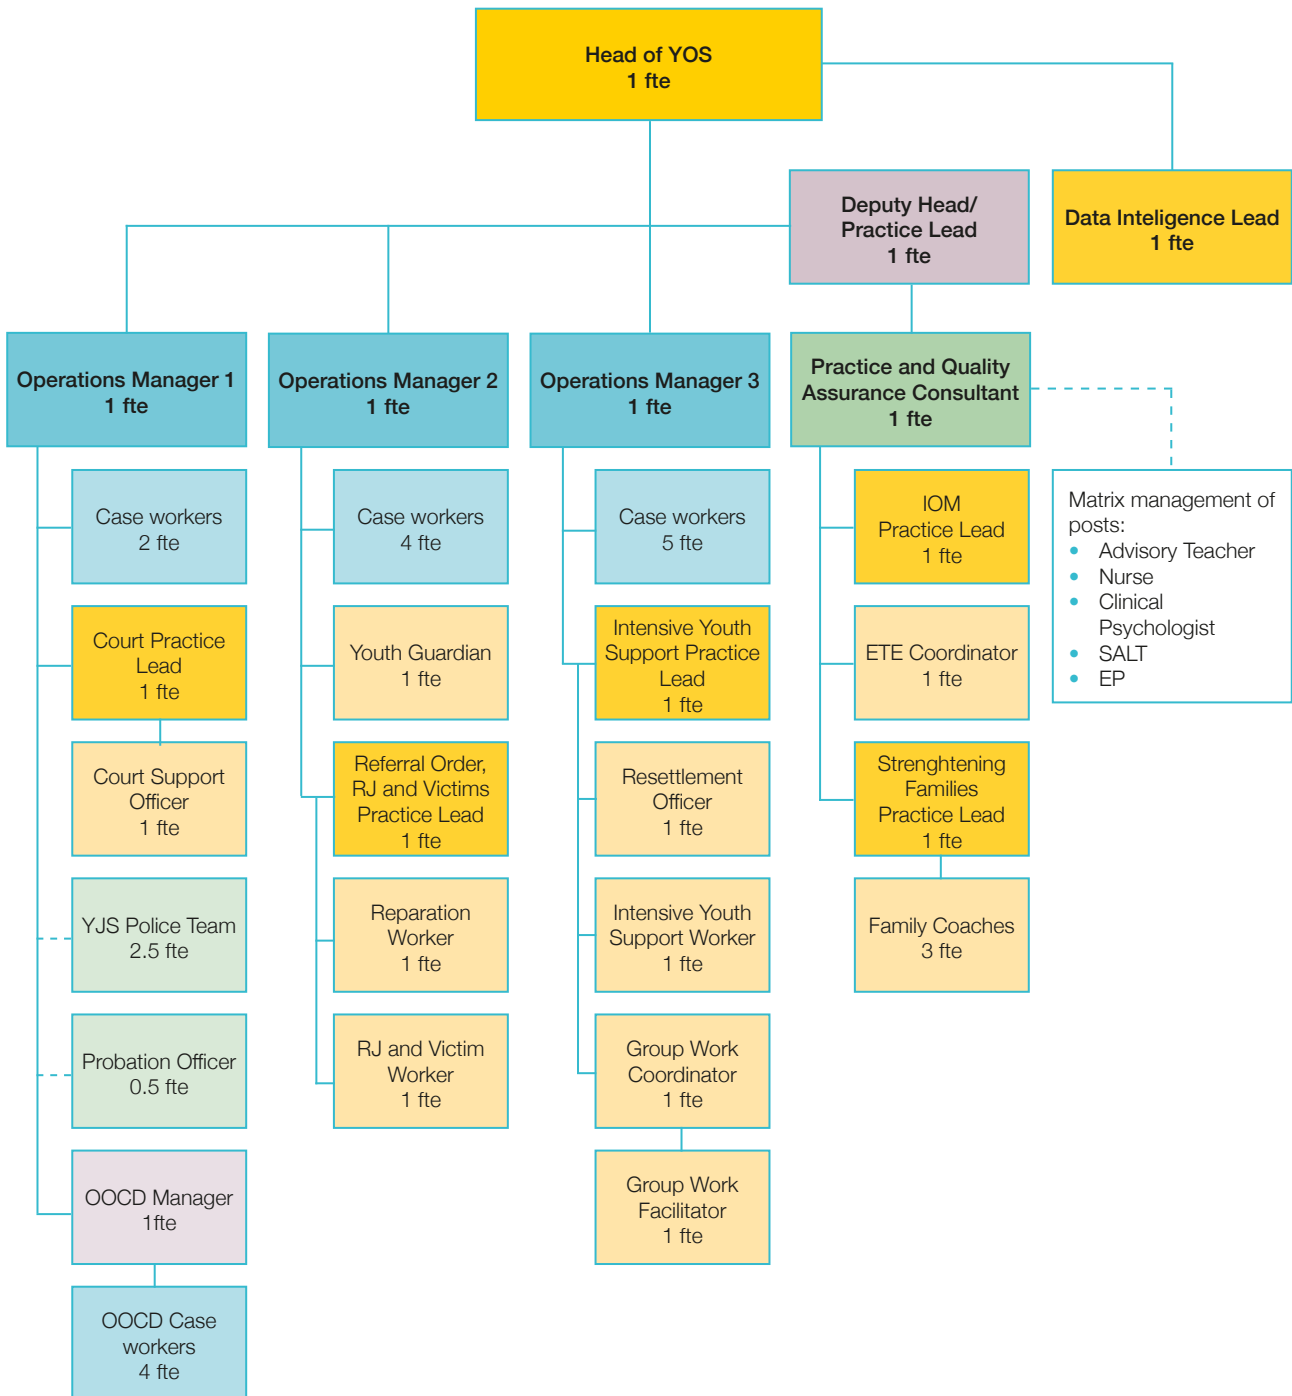 Head of YOS
1 fte
Deputy Head/
Practice Lead
1 fte
Data Inteligence Lead
1 fte
Operations Manager 1
1 fte
Operations Manager 2
1 fte
Operations Manager 3
1 fte
Practice and Quality
Assurance Consultant
1 fte
Case workers
2 fte
Court Practice
Lead
1 fte
Court Support
Officer
1 fte
YJS Police Team
2.5 fte
Probation Officer
0.5 fte
OOCD Manager
1fte
OOCD Case
workers
4 fte
Case workers
4 fte
Youth Guardian
1 fte
Referral Order,
RJ and Victims
Practice Lead
1 fte
Reparation
Worker
1 fte
RJ and Victim
Worker
1 fte
Case workers
5 fte
Intensive Youth
Support Practice
Lead
1 fte
Resettlement
Officer
1 fte
Intensive Youth
Support Worker
1 fte
Group Work
Coordinator
1 fte
Group Work
Facilitator
1 fte
IOM
Practice Lead
1 fte
ETE Coordinator
1 fte
Strenghtening
Families
Practice Lead
1 fte
Family Coaches
3 fte
Matrix management of
posts:
• Advisory Teacher
• Nurse
• Clinical
Psychologist
• SALT
• EP